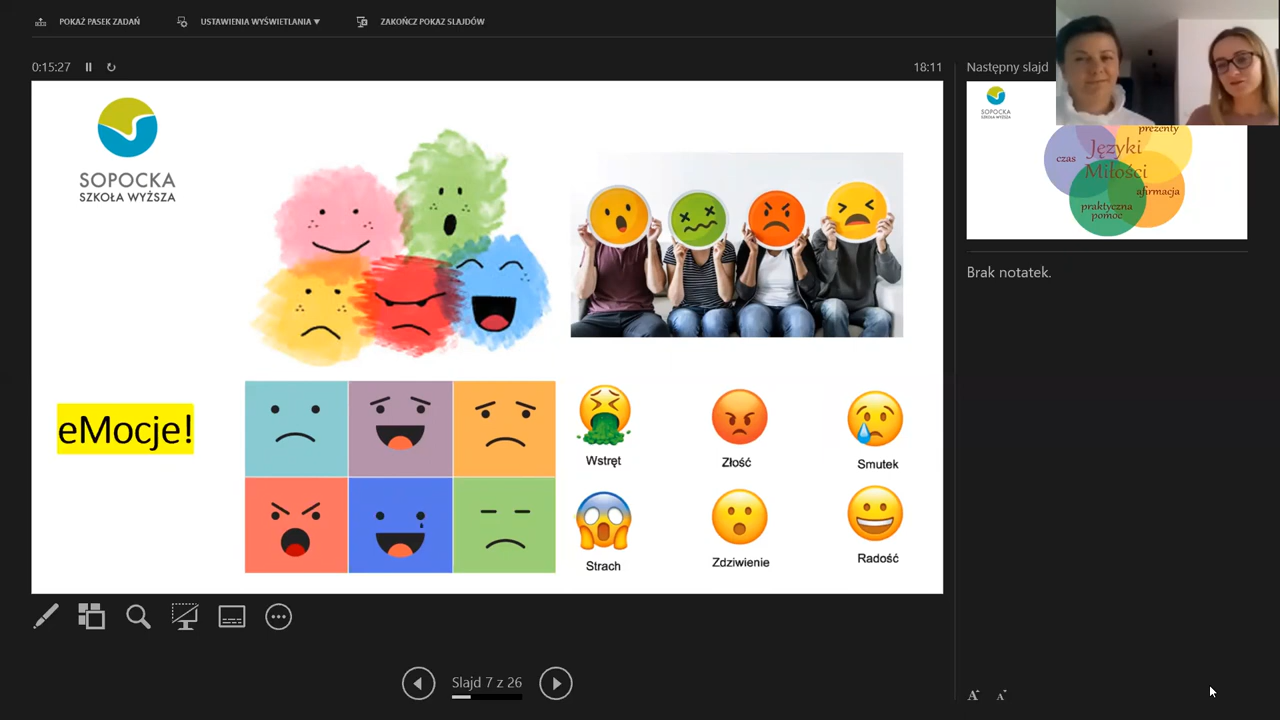 POKAŻ PASEK ZADAŃ
USTAWIENIA WYŚWIETLANIA ▼
ZAKOŃCZ POKAZ SLAJDÓW
0:15:27
18:11
SOPOCKA
SZKOŁA WYŻSZA
eMocje!
Wstręt
Złość
Smutek
Strach
Zdziwienie
Radość
Slajd 7 z 26
Następny slajd
SOPOCKA
SZKOŁA WYŻSZA
prezenty
czas
Języki
Miłości
afirmacja
praktyczna
pomoc
Brak notatek.
A A